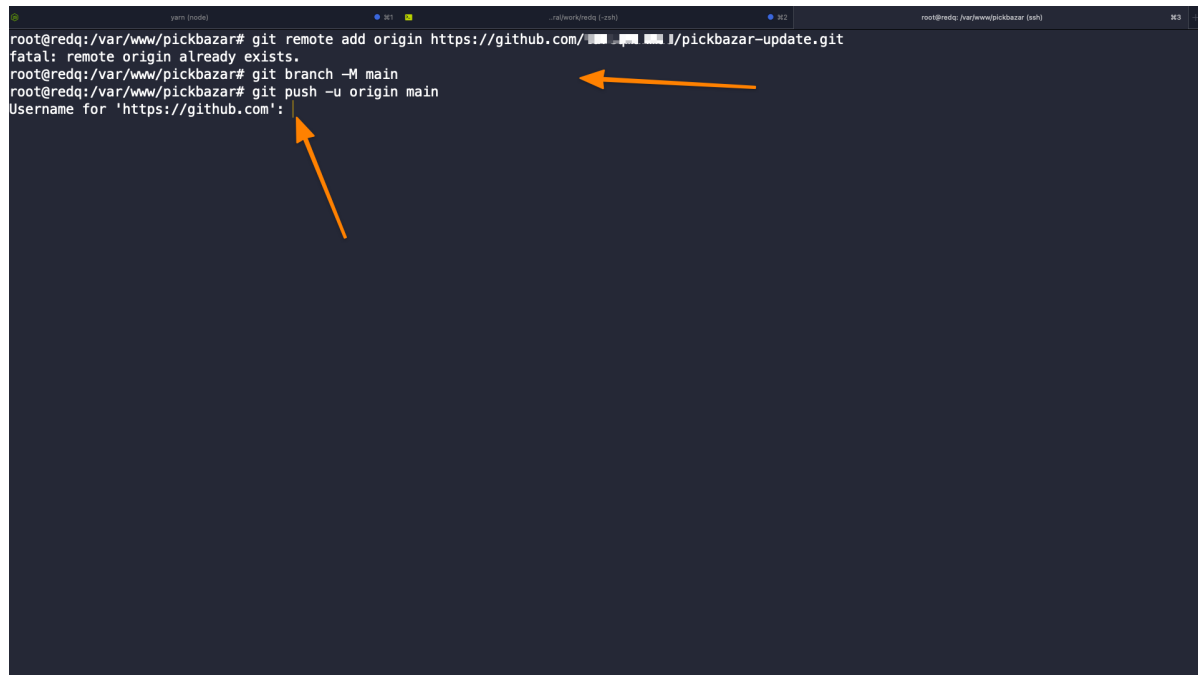 yarn (node)
⌘1
..ral/work/redq (-zsh)
⌘2
root@redq: /var/www/pickbazar (ssh)
⌘3
root@redq:/var/www/pickbazar# git remote add origin https://github.com/ /pickbazar-update.git
fatal: remote origin already exists.
root@redq:/var/www/pickbazar# git branch -M main
root@redq:/var/www/pickbazar# git push -u origin main
Username for 'https://github.com':